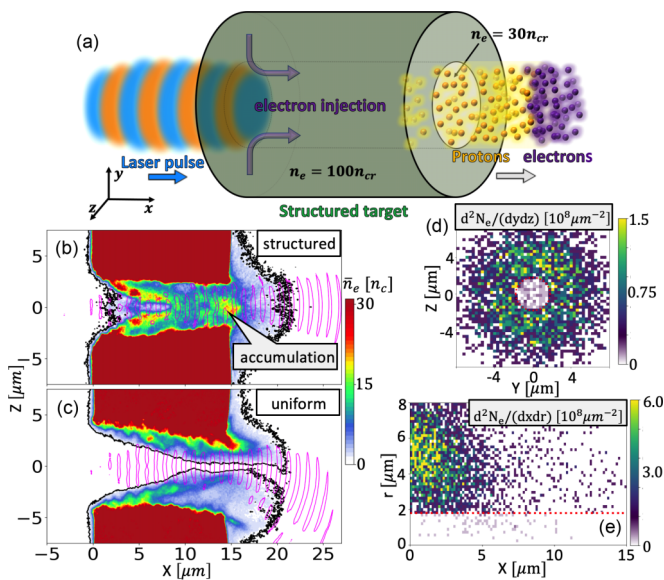 (a)
n_e = 30n_cr
electron injection
Laser pulse
Protons
electrons
n_e = 100n_cr
Structured target
y
z
x
(b)
structured
n̄_e [n_c]
30
15
0
accumulation
5
0
−5
Z [μm]
(c)
uniform
5
0
−5
−5
0
5
10
15
20
25
X [μm]
(d)
d²N_e/(dydz) [10⁸μm⁻²]
1.5
0.75
0
4
0
-4
Z [μm]
-4
0
4
Y [μm]
d²N_e/(dxdr) [10⁸μm⁻²]
6.0
3.0
0
8
6
4
2
0
r [μm]
(e)
0
5
10
15
X [μm]